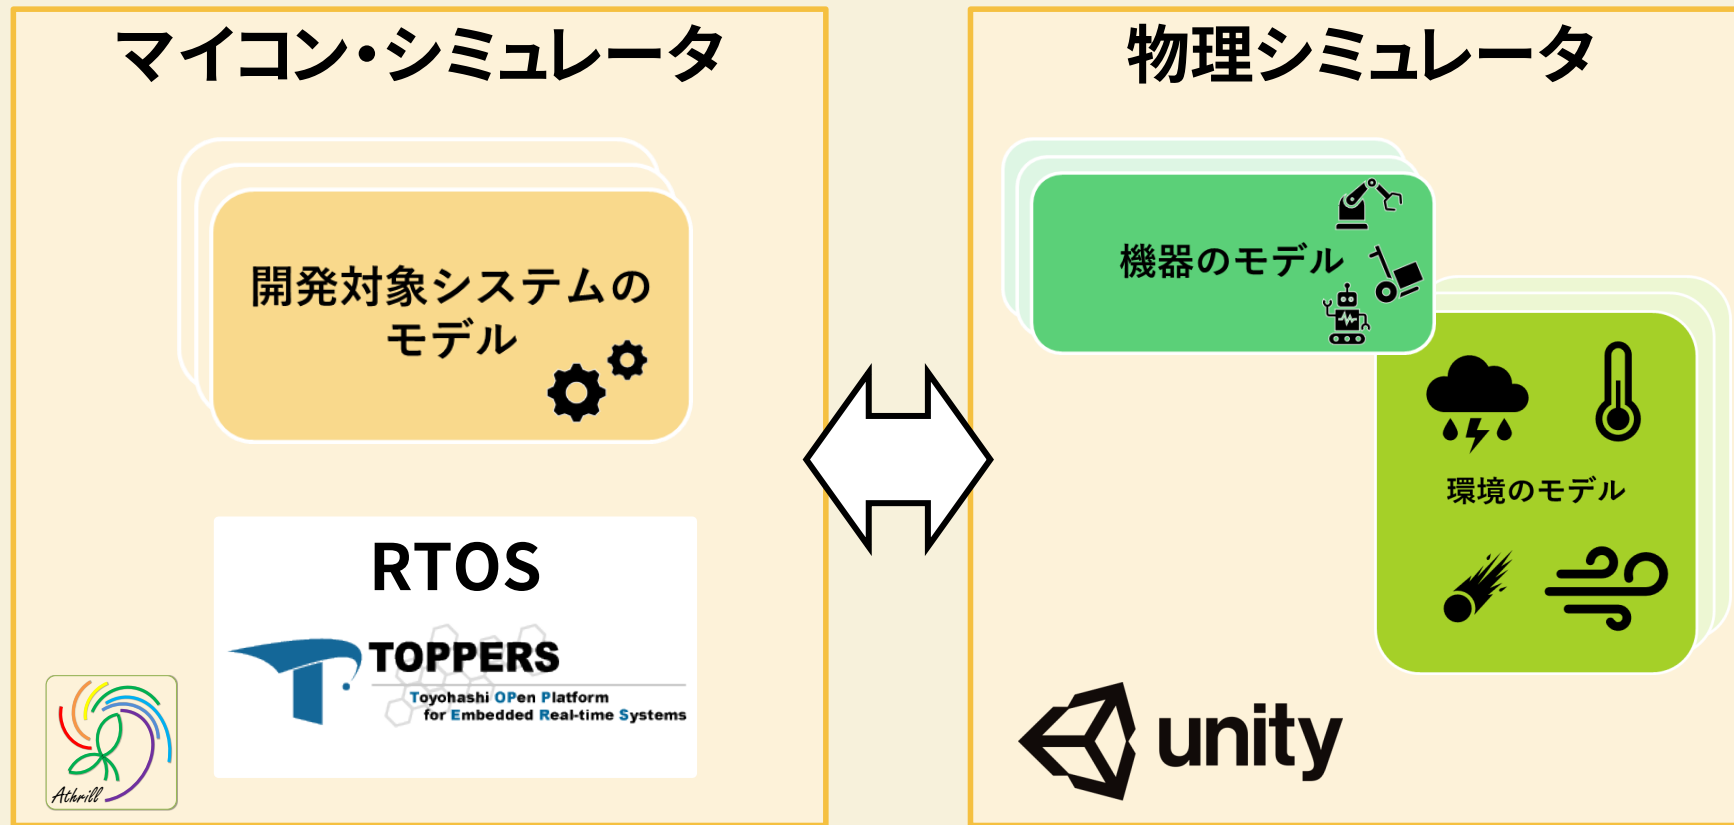 マイコン・シミュレータ
開発対象システムの
モデル
RTOS
TOPPERS
Toyohashi OPen Platform
for Embedded Real-time Systems
Athrill
物理シミュレータ
機器のモデル
環境のモデル
unity